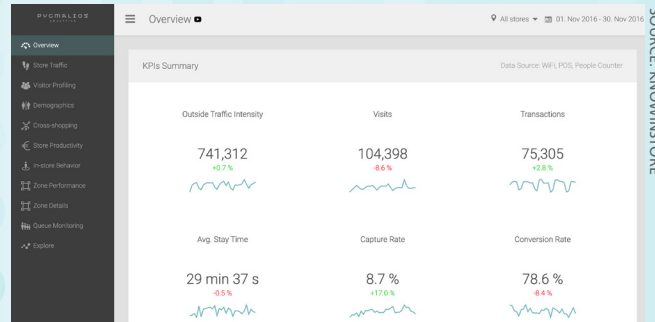 PYGMALIOS
ANALYTICS
Overview
All stores
01. Nov 2016 - 30. Nov 2016
Overview
Store Traffic
Visitor Profiling
Demographics
Cross-shopping
Store Productivity
In-store Behavior
Zone Performance
Zone Details
Queue Monitoring
Explore
KPIs Summary
Data Source: WiFi, POS, People Counter
Outside Traffic Intensity
741,312
+0.7 %
Visits
104,398
-8.6 %
Transactions
75,305
+2.8 %
Avg. Stay Time
29 min 37 s
-0.5 %
Capture Rate
8.7 %
+17.6 %
Conversion Rate
78.6 %
-8.4 %
SOURCE: KNOWINSTORE